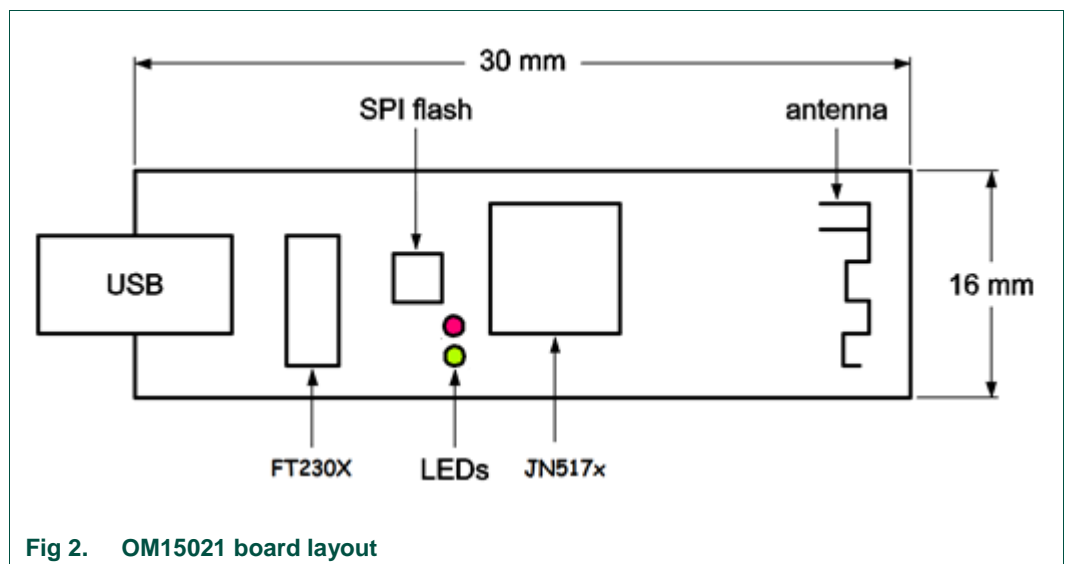 30 mm
SPI flash
antenna
USB
16 mm
FT230X
LEDs
JN517x
Fig 2. OM15021 board layout